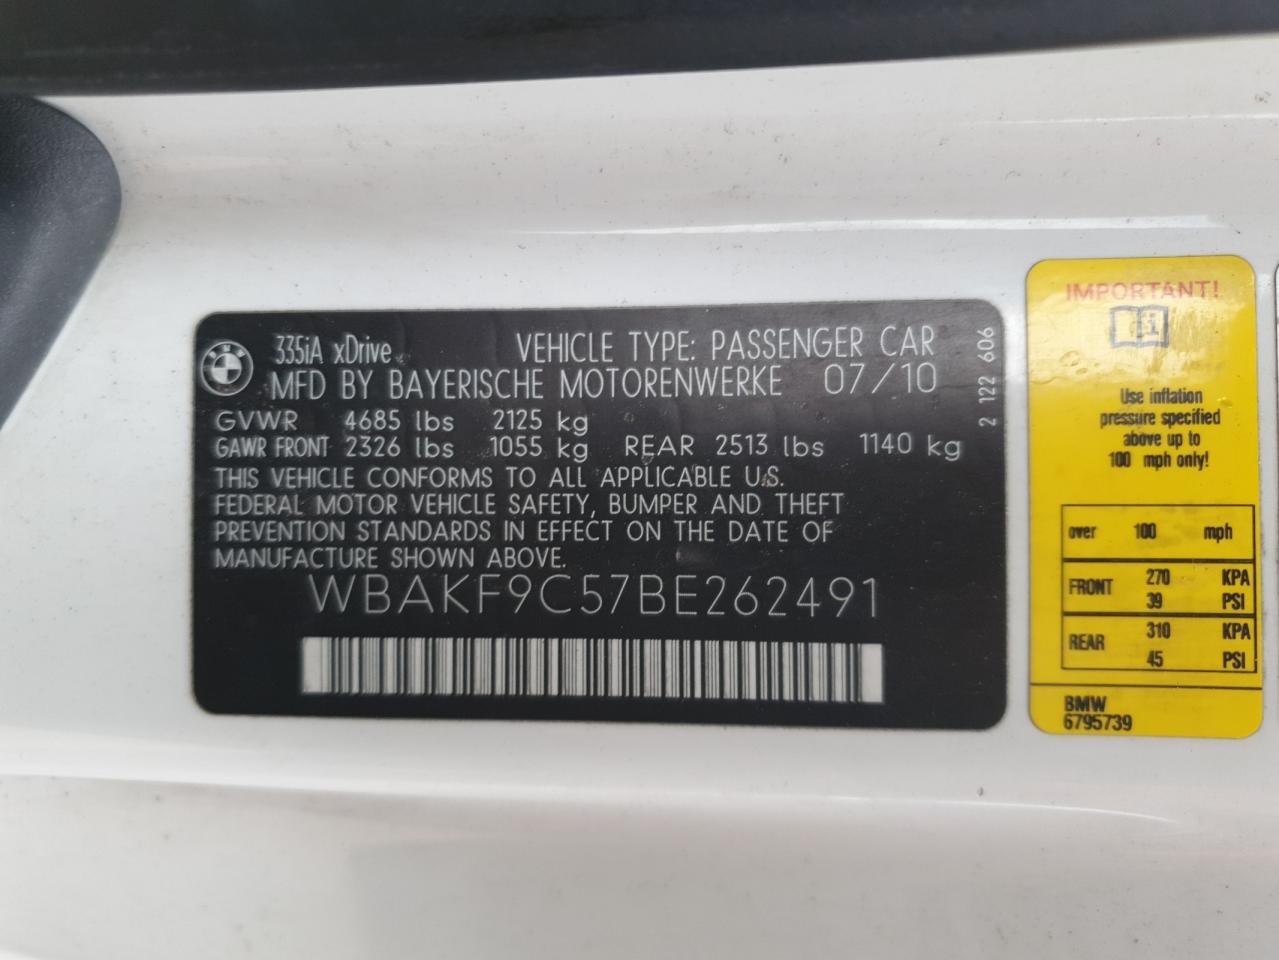 335iA xDrive VEHICLE TYPE: PASSENGER CAR
MFD BY BAYERISCHE MOTORENWERKE 07/10
GVWR 4685 lbs 2125 kg
GAWR FRONT 2326 lbs 1055 kg REAR 2513 lbs 1140 kg
THIS VEHICLE CONFORMS TO ALL APPLICABLE U.S.
FEDERAL MOTOR VEHICLE SAFETY, BUMPER AND THEFT
PREVENTION STANDARDS IN EFFECT ON THE DATE OF
MANUFACTURE SHOWN ABOVE.
WBAKF9C57BE262491
2 122 606
IMPORTANT!
i
Use inflation
pressure specified
above up to
100 mph only!
over 100 mph
FRONT 270 KPA
39 PSI
REAR 310 KPA
45 PSI
BMW
6795739